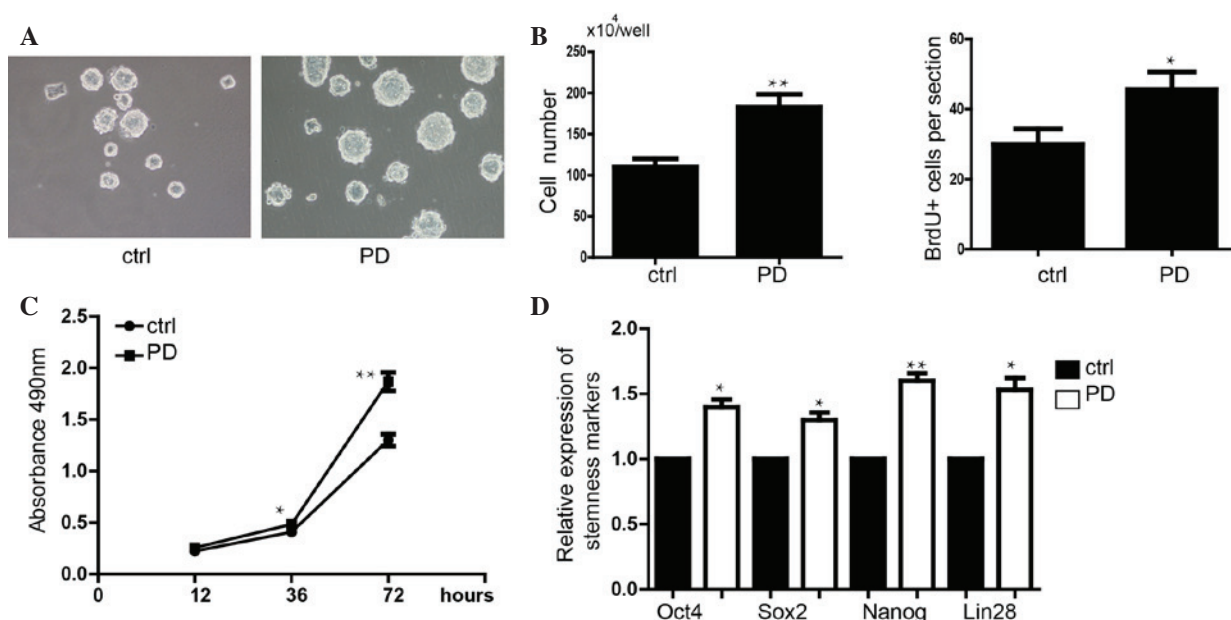 A
ctrl
PD
B
x10^4/well
Cell number
250
200
150
100
50
0
**
ctrl
PD
BrdU+ cells per section
60
40
20
0
*
ctrl
PD
C
Absorbance 490nm
2.5
2.0
1.5
1.0
0.5
0.0
ctrl
PD
*
**
0 12 36 72 hours
D
Relative expression of
stemness markers
2.0
1.5
1.0
0.5
0.0
* * ** *
ctrl
PD
Oct4 Sox2 Nanog Lin28